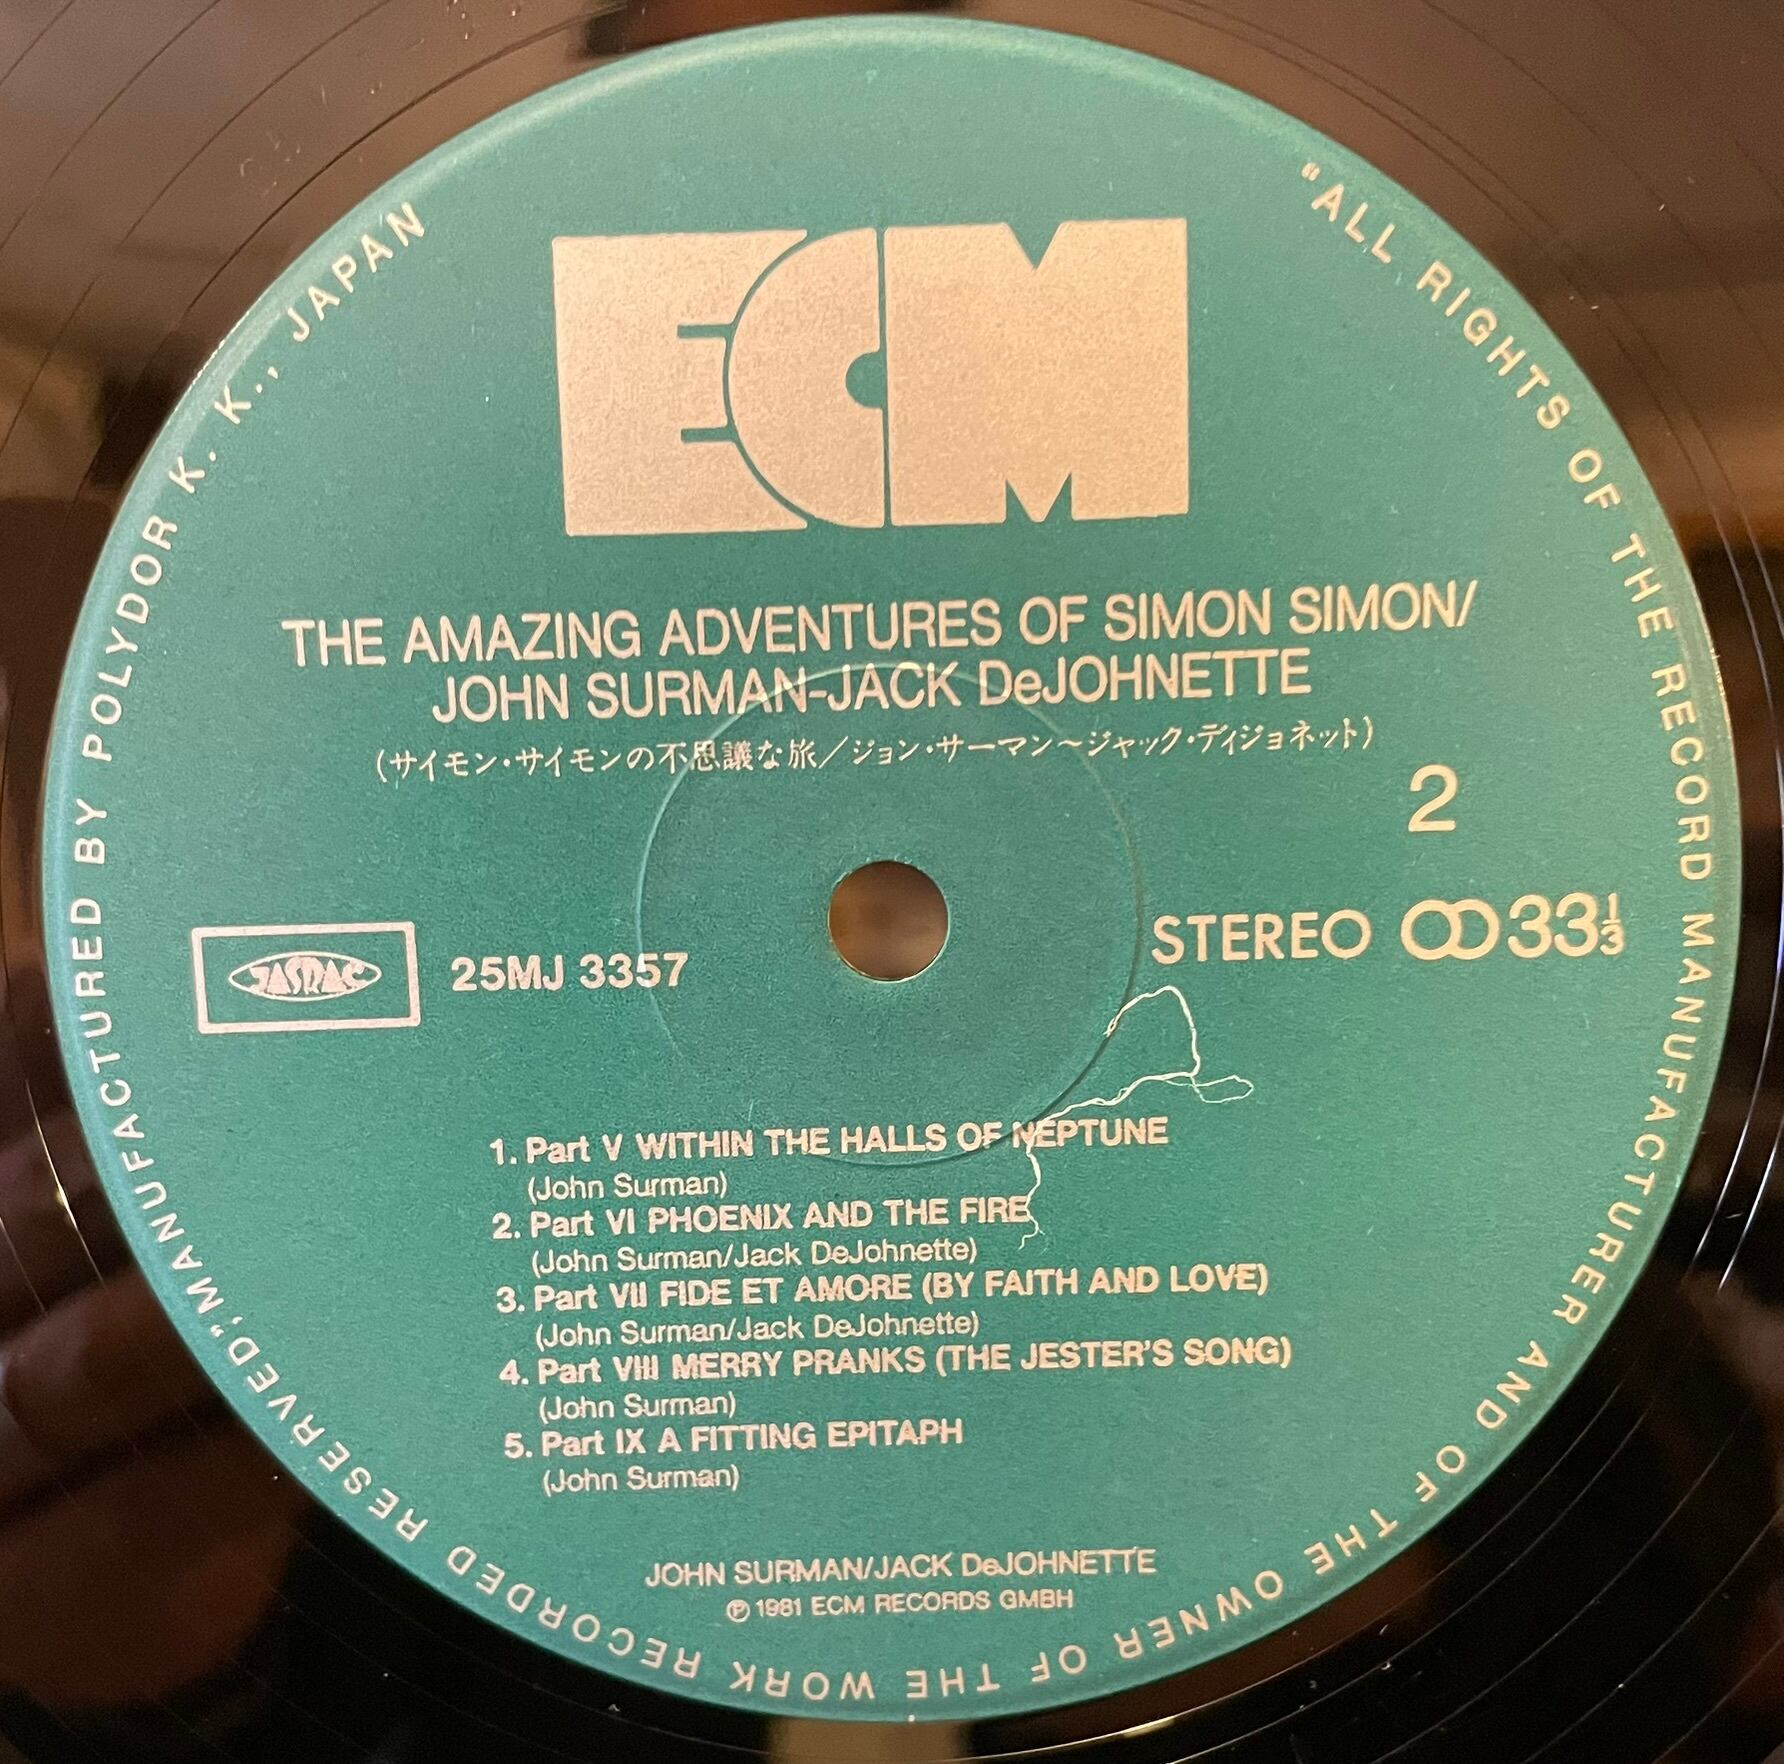 ECM
THE AMAZING ADVENTURES OF SIMON SIMON/
JOHN SURMAN-JACK DeJOHNETTE
(サイモン・サイモンの不思議な旅/ジョン・サーマン〜ジャック・ディジョネット)
2
JASRAC
25MJ 3357
STEREO 33 1/3
1. Part V WITHIN THE HALLS OF NEPTUNE
(John Surman)
2. Part VI PHOENIX AND THE FIRE
(John Surman/Jack DeJohnette)
3. Part VII FIDE ET AMORE (BY FAITH AND LOVE)
(John Surman/Jack DeJohnette)
4. Part VIII MERRY PRANKS (THE JESTER'S SONG)
(John Surman)
5. Part IX A FITTING EPITAPH
(John Surman)
JOHN SURMAN/JACK DeJOHNETTE
℗ 1981 ECM RECORDS GMBH
"ALL RIGHTS OF THE RECORD MANUFACTURER AND OF THE OWNER OF THE WORK RECORDED RESERVED," MANUFACTURED BY POLYDOR K. K., JAPAN